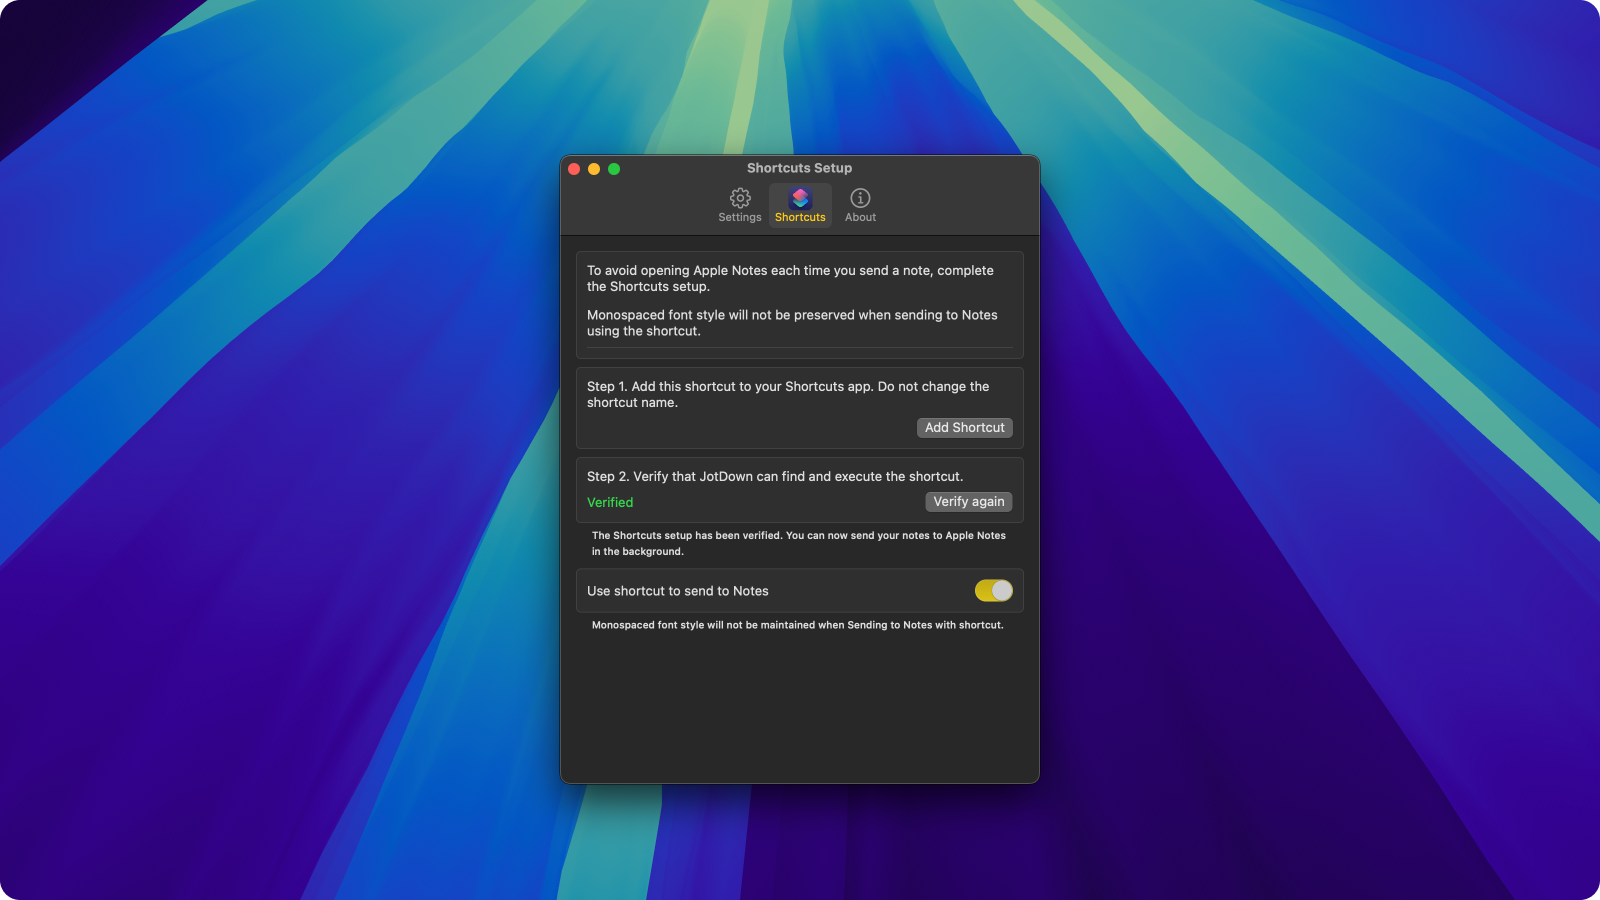 Shortcuts Setup
Settings
Shortcuts
About
To avoid opening Apple Notes each time you send a note, complete
the Shortcuts setup.
Monospaced font style will not be preserved when sending to Notes
using the shortcut.
Step 1. Add this shortcut to your Shortcuts app. Do not change the
shortcut name.
Add Shortcut
Step 2. Verify that JotDown can find and execute the shortcut.
Verified
Verify again
The Shortcuts setup has been verified. You can now send your notes to Apple Notes
in the background.
Use shortcut to send to Notes
Monospaced font style will not be maintained when Sending to Notes with shortcut.